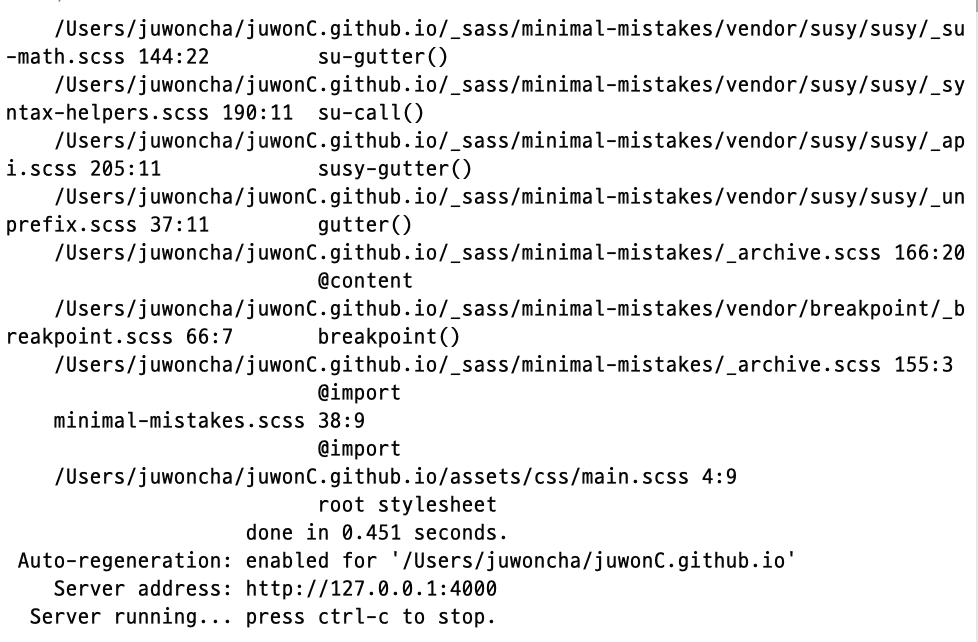 /Users/juwoncha/juwonC.github.io/_sass/minimal-mistakes/vendor/susy/susy/_su
-math.scss 144:22         su-gutter()
/Users/juwoncha/juwonC.github.io/_sass/minimal-mistakes/vendor/susy/susy/_sy
ntax-helpers.scss 190:11  su-call()
/Users/juwoncha/juwonC.github.io/_sass/minimal-mistakes/vendor/susy/susy/_ap
i.scss 205:11             susy-gutter()
/Users/juwoncha/juwonC.github.io/_sass/minimal-mistakes/vendor/susy/susy/_un
prefix.scss 37:11         gutter()
/Users/juwoncha/juwonC.github.io/_sass/minimal-mistakes/_archive.scss 166:20
@content
/Users/juwoncha/juwonC.github.io/_sass/minimal-mistakes/vendor/breakpoint/_b
reakpoint.scss 66:7       breakpoint()
/Users/juwoncha/juwonC.github.io/_sass/minimal-mistakes/_archive.scss 155:3
@import
minimal-mistakes.scss 38:9
@import
/Users/juwoncha/juwonC.github.io/assets/css/main.scss 4:9
root stylesheet
done in 0.451 seconds.
Auto-regeneration: enabled for '/Users/juwoncha/juwonC.github.io'
Server address: http://127.0.0.1:4000
Server running... press ctrl-c to stop.